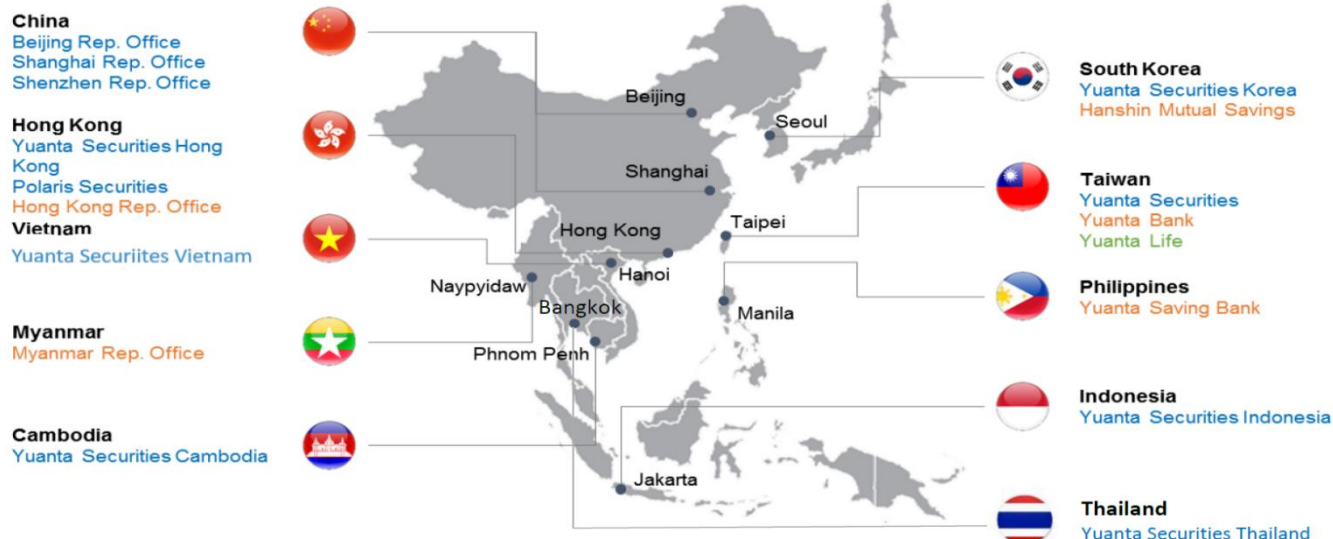 China
Beijing Rep. Office
Shanghai Rep. Office
Shenzhen Rep. Office
Hong Kong
Yuanta Securities Hong
Kong
Polaris Securities
Hong Kong Rep. Office
Vietnam
Yuanta Securiites Vietnam
Myanmar
Myanmar Rep. Office
Cambodia
Yuanta Securities Cambodia
Beijing
Seoul
Shanghai
Taipei
Hong Kong
Hanoi
Naypyidaw
Bangkok
Manila
Phnom Penh
Jakarta
South Korea
Yuanta Securities Korea
Hanshin Mutual Savings
Taiwan
Yuanta Securities
Yuanta Bank
Yuanta Life
Philippines
Yuanta Saving Bank
Indonesia
Yuanta Securities Indonesia
Thailand
Yuanta Securities Thailand